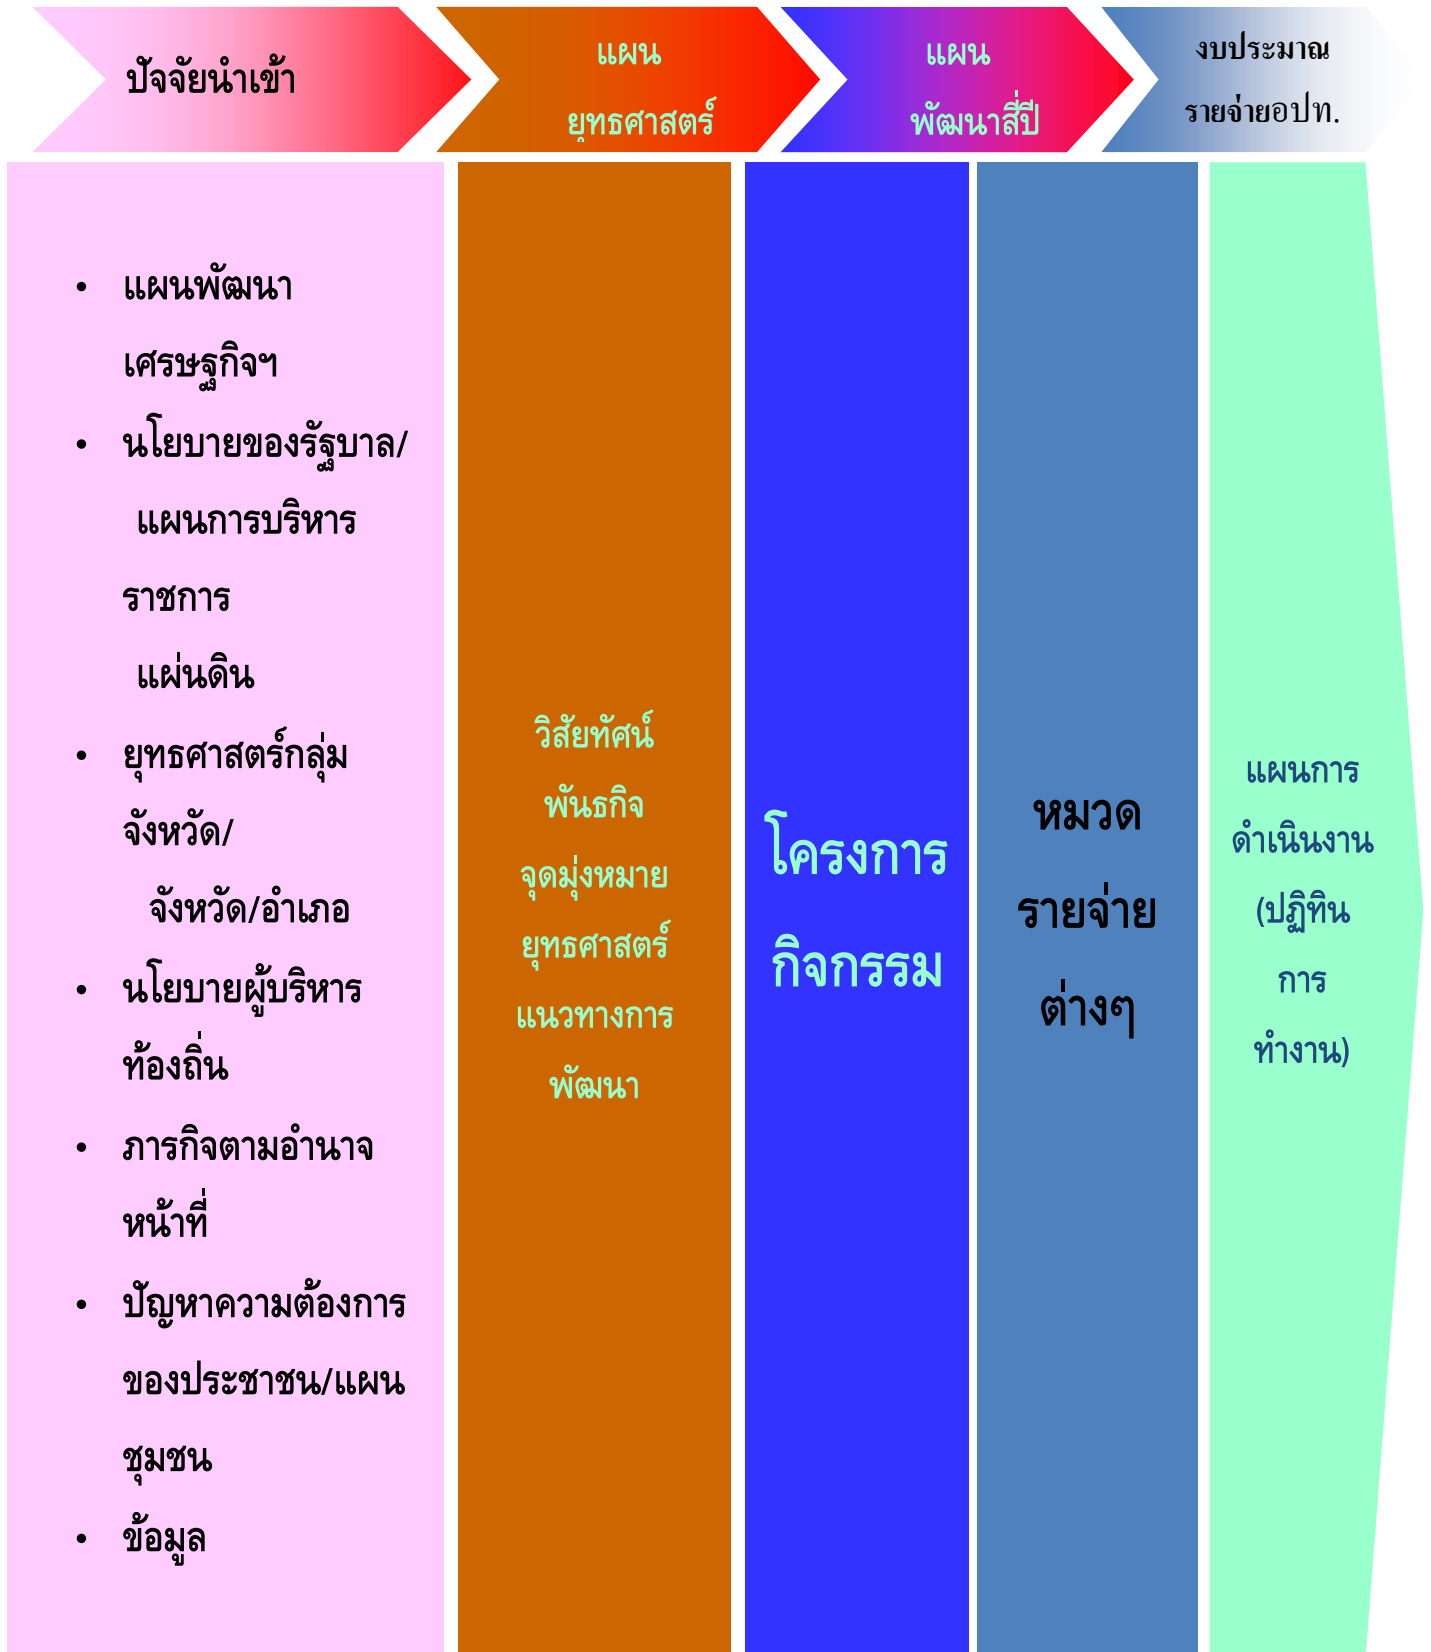 ปัจจัยนำเข้า
แผน
ยุทธศาสตร์
แผน
พัฒนาสี่ปี
งบประมาณ
รายจ่ายอปท.
• แผนพัฒนา
เศรษฐกิจฯ
• นโยบายของรัฐบาล/
แผนการบริหาร
ราชการ
แผ่นดิน
• ยุทธศาสตร์กลุ่ม
จังหวัด/
จังหวัด/อำเภอ
• นโยบายผู้บริหาร
ท้องถิ่น
• ภารกิจตามอำนาจ
หน้าที่
• ปัญหาความต้องการ
ของประชาชน/แผน
ชุมชน
• ข้อมูล
วิสัยทัศน์
พันธกิจ
จุดมุ่งหมาย
ยุทธศาสตร์
แนวทางการ
พัฒนา
โครงการ
กิจกรรม
หมวด
รายจ่าย
ต่างๆ
แผนการ
ดำเนินงาน
(ปฏิทิน
การ
ทำงาน)